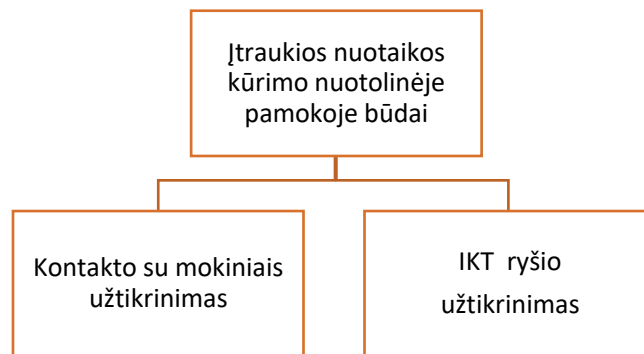 Įtraukios nuotaikos
kūrimo nuotolinėje
pamokoje būdai
Kontakto su mokiniais
užtikrinimas
IKT ryšio
užtikrinimas